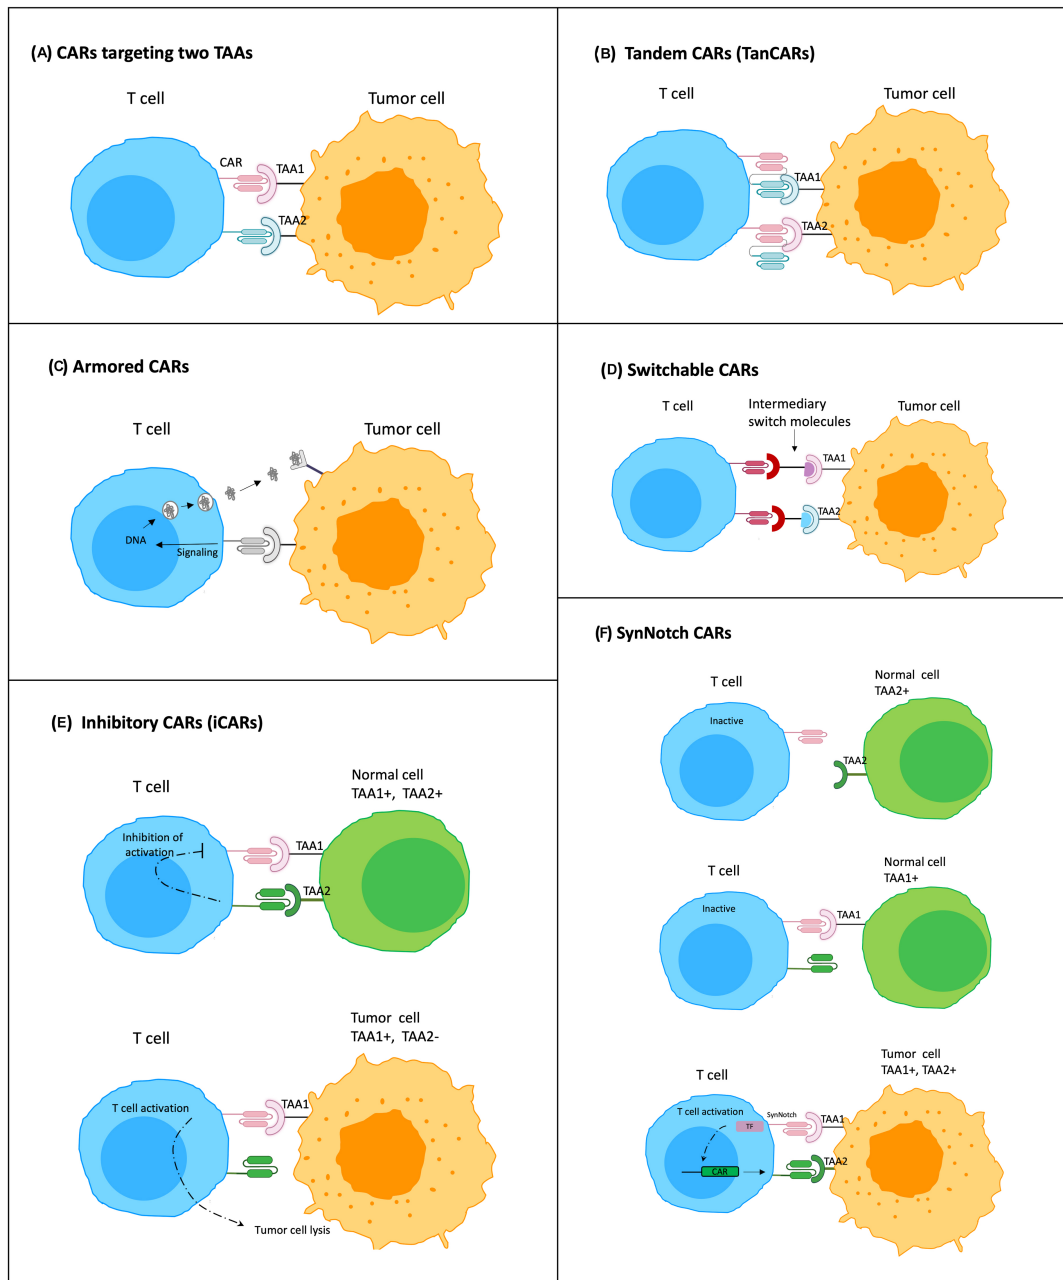 (A) CARs targeting two TAAs
T cell
Tumor cell
CAR
TAA1
TAA2
(B) Tandem CARs (TanCARs)
T cell
Tumor cell
TAA1
TAA2
(C) Armored CARs
T cell
Tumor cell
DNA
Signaling
(D) Switchable CARs
T cell
Intermediary
switch molecules
Tumor cell
TAA1
TAA2
(E) Inhibitory CARs (iCARs)
T cell
Normal cell
TAA1+, TAA2+
Inhibition of
activation
TAA1
TAA2
T cell
Tumor cell
TAA1+, TAA2-
T cell activation
TAA1
Tumor cell lysis
(F) SynNotch CARs
T cell
Normal cell
TAA2+
Inactive
TAA2
T cell
Normal cell
TAA1+
Inactive
TAA1
T cell
Tumor cell
TAA1+, TAA2+
T cell activation
SynNotch
TF
TAA1
CAR
TAA2